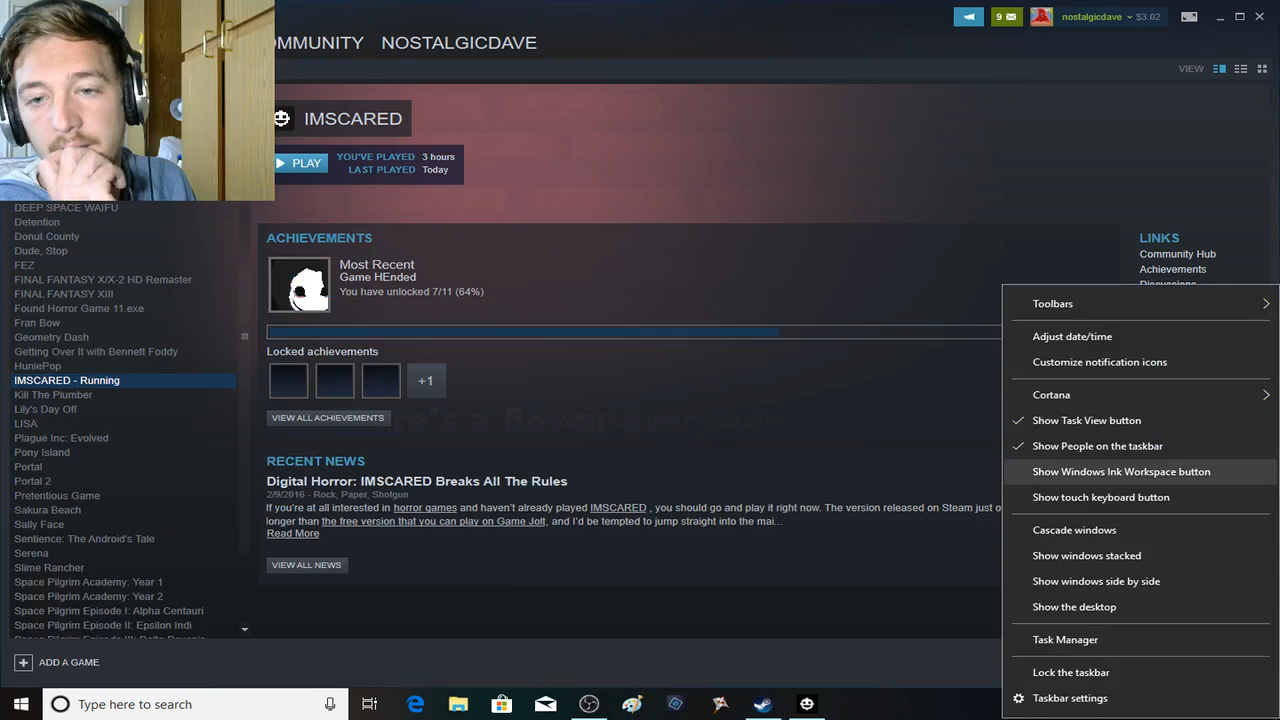 9
nostalgicdave
$3.02
OMMUNITY NOSTALGICDAVE
VIEW
IMSCARED
PLAY
YOU'VE PLAYED 3 hours
LAST PLAYED Today
DEEP SPACE WAIFU
Detention
Donut County
Dude, Stop
FEZ
FINAL FANTASY X/X-2 HD Remaster
FINAL FANTASY XIII
Found Horror Game 11.exe
Fran Bow
Geometry Dash
Getting Over It with Bennett Foddy
HuniePop
IMSCARED - Running
Kill The Plumber
Lily's Day Off
LISA
Plague Inc: Evolved
Pony Island
Portal
Portal 2
Pretentious Game
Sakura Beach
Sally Face
Sentience: The Android's Tale
Serena
Slime Rancher
Space Pilgrim Academy: Year 1
Space Pilgrim Academy: Year 2
Space Pilgrim Episode I: Alpha Centauri
Space Pilgrim Episode II: Epsilon Indi
ADD A GAME
ACHIEVEMENTS
Most Recent
Game HEnded
You have unlocked 7/11 (64%)
Locked achievements
+1
VIEW ALL ACHIEVEMENTS
's a flower over there.
RECENT NEWS
Digital Horror: IMSCARED Breaks All The Rules
2/9/2016 - Rock, Paper, Shotgun
If you're at all interested in horror games and haven't already played IMSCARED , you should go and play it right now. The version released on Steam just
longer than the free version that you can play on Game Jolt, and I'd be tempted to jump straight into the mai...
Read More
VIEW ALL NEWS
LINKS
Community Hub
Achievements
Discussions
Toolbars
Adjust date/time
Customize notification icons
Cortana
Show Task View button
Show People on the taskbar
Show Windows Ink Workspace button
Show touch keyboard button
Cascade windows
Show windows stacked
Show windows side by side
Show the desktop
Task Manager
Lock the taskbar
Taskbar settings
Type here to search